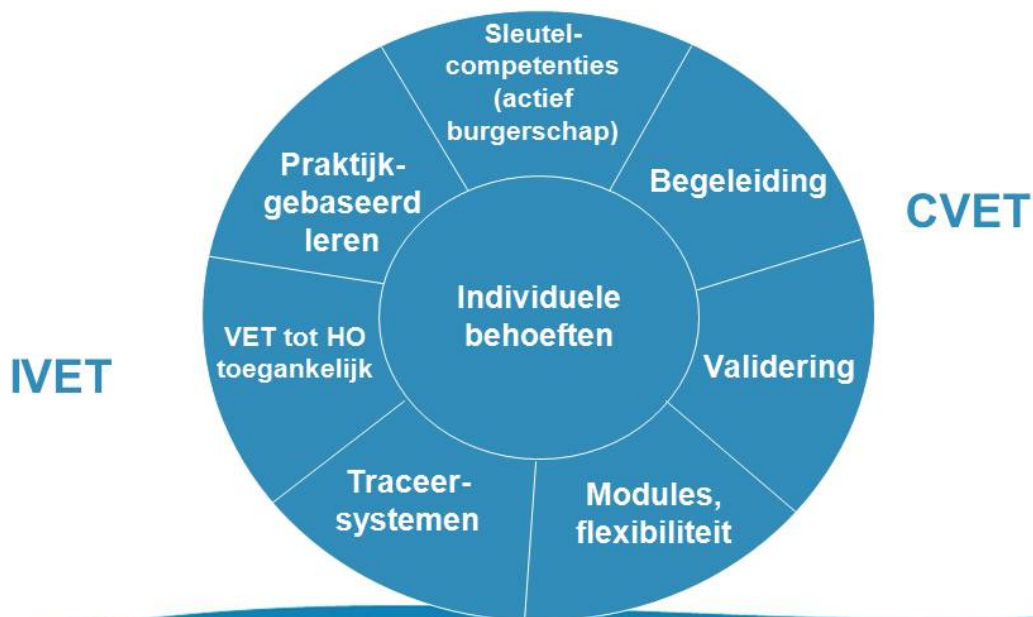 Sleutel-
competenties
(actief
burgerschap)
Praktijk-
gebaseerd
leren
Begeleiding
CVET
Individuele
behoeften
VET tot HO
toegankelijk
IVET
Validering
Traceer-
systemen
Modules,
flexibiliteit